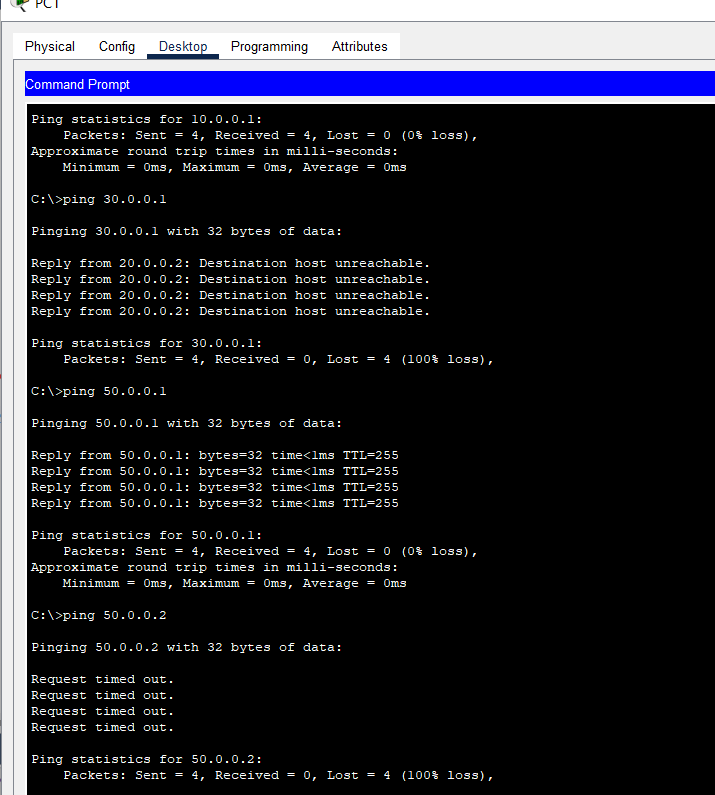 PC1
Physical Config Desktop Programming Attributes
Command Prompt
Ping statistics for 10.0.0.1:
Packets: Sent = 4, Received = 4, Lost = 0 (0% loss),
Approximate round trip times in milli-seconds:
Minimum = 0ms, Maximum = 0ms, Average = 0ms
C:\>ping 30.0.0.1
Pinging 30.0.0.1 with 32 bytes of data:
Reply from 20.0.0.2: Destination host unreachable.
Reply from 20.0.0.2: Destination host unreachable.
Reply from 20.0.0.2: Destination host unreachable.
Reply from 20.0.0.2: Destination host unreachable.
Ping statistics for 30.0.0.1:
Packets: Sent = 4, Received = 0, Lost = 4 (100% loss),
C:\>ping 50.0.0.1
Pinging 50.0.0.1 with 32 bytes of data:
Reply from 50.0.0.1: bytes=32 time<1ms TTL=255
Reply from 50.0.0.1: bytes=32 time<1ms TTL=255
Reply from 50.0.0.1: bytes=32 time<1ms TTL=255
Reply from 50.0.0.1: bytes=32 time<1ms TTL=255
Ping statistics for 50.0.0.1:
Packets: Sent = 4, Received = 4, Lost = 0 (0% loss),
Approximate round trip times in milli-seconds:
Minimum = 0ms, Maximum = 0ms, Average = 0ms
C:\>ping 50.0.0.2
Pinging 50.0.0.2 with 32 bytes of data:
Request timed out.
Request timed out.
Request timed out.
Request timed out.
Ping statistics for 50.0.0.2:
Packets: Sent = 4, Received = 0, Lost = 4 (100% loss),